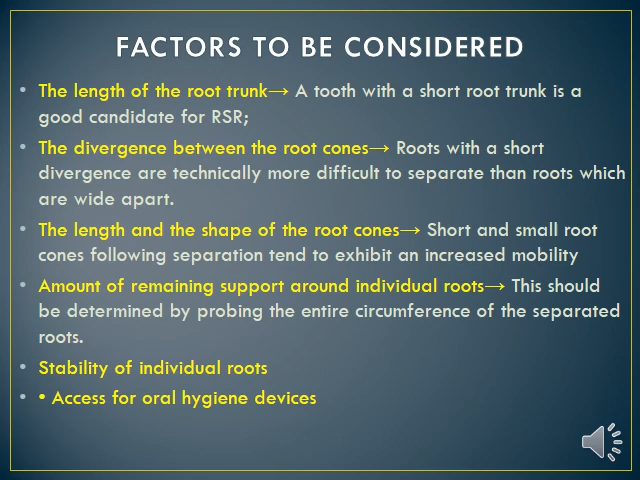 FACTORS TO BE CONSIDERED
• The length of the root trunk→ A tooth with a short root trunk is a
good candidate for RSR;
• The divergence between the root cones→ Roots with a short
divergence are technically more difficult to separate than roots which
are wide apart.
• The length and the shape of the root cones→ Short and small root
cones following separation tend to exhibit an increased mobility
• Amount of remaining support around individual roots→ This should
be determined by probing the entire circumference of the separated
roots.
• Stability of individual roots
• • Access for oral hygiene devices